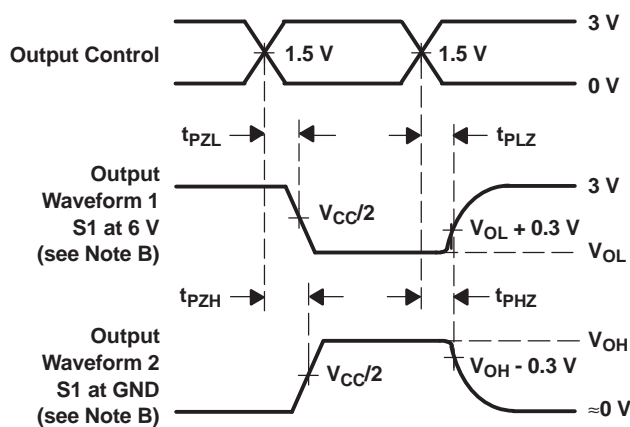 3 V
Output Control
1.5 V
1.5 V
0 V
tPZL
tPLZ
Output
Waveform 1
S1 at 6 V
(see Note B)
3 V
VCC/2
VOL + 0.3 V
VOL
tPZH
tPHZ
Output
Waveform 2
S1 at GND
(see Note B)
VOH
VCC/2
VOH - 0.3 V
≈0 V